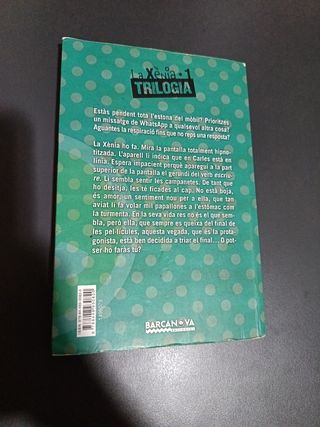 La Xènia • 1
TRILOGIA
Estàs pendent tota l'estona del mòbil? Prioritzes
un missatge de WhatsApp a qualsevol altra cosa?
Aguantes la respiració fins que no reps una resposta?
La Xènia ho fa. Mira la pantalla totalment hipno-
titzada. L'aparell li indica que en Carles està en
línia. Espera impacient perquè aparegui a la part
superior de la pantalla el gerundi del verb escriu-
re. Li sembla sentir les campanetes. De tant que
ho desitja, les té ficades al cap. No està boja,
és amor, un sentiment nou per a ella, que tan
aviat li fa volar mil papallones a l'estómac com
la turmenta. En la seva vida res no és el que sem-
bla, però ella, que sempre es queixa del final de
les pel·lícules, aquesta vegada, que és la prota-
gonista, està ben decidida a triar el final.... O pot-
ser ho faràs tu?
BARCANOVA